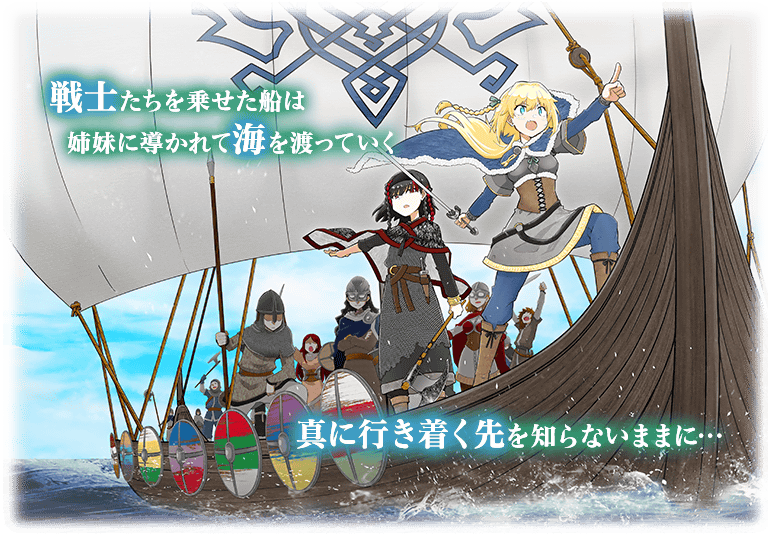 戦士たちを乗せた船は
姉妹に導かれて海を渡っていく
真に行き着く先を知らないままに…